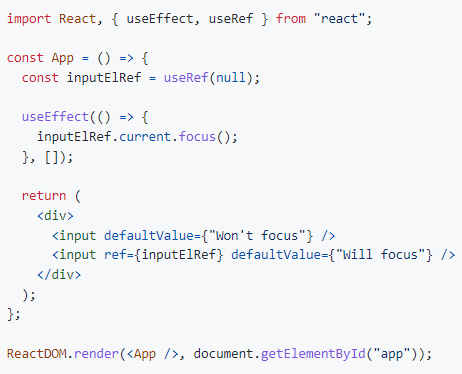 import React, { useEffect, useRef } from "react";

const App = () => {
  const inputElRef = useRef(null);

  useEffect(() => {
    inputElRef.current.focus();
  }, []);

  return (
    <div>
      <input defaultValue={"Won't focus"} />
      <input ref={inputElRef} defaultValue={"Will focus"} />
    </div>
  );
};

ReactDOM.render(<App />, document.getElementById("app"));